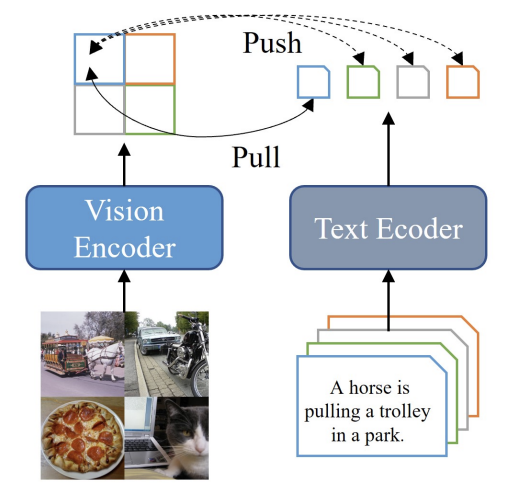 Push
Pull
Vision
Encoder
Text Ecoder
A horse is
pulling a trolley
in a park.